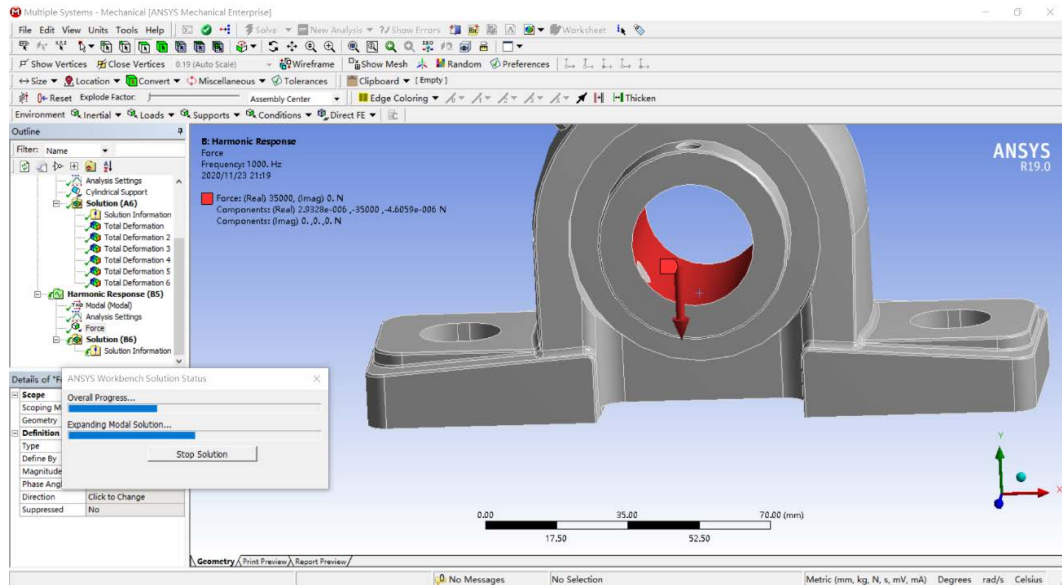 Multiple Systems - Mechanical [ANSYS Mechanical Enterprise]
File Edit View Units Tools Help Solve New Analysis ?/Show Errors Worksheet
Show Vertices Close Vertices 0.19 (Auto Scale) Wireframe Show Mesh Random Preferences
Size Location Convert Miscellaneous Tolerances Clipboard [Empty]
Reset Explode Factor: Assembly Center Edge Coloring Thicken
Environment Inertial Loads Supports Conditions Direct FE
Outline
Filter: Name
Analysis Settings
Cylindrical Support
Solution (A6)
Solution Information
Total Deformation
Total Deformation 2
Total Deformation 3
Total Deformation 4
Total Deformation 5
Total Deformation 6
Harmonic Response (B5)
Modal (Modal)
Analysis Settings
Force
Solution (B6)
Solution Information
B: Harmonic Response
Force
Frequency: 1000. Hz
2020/11/23 21:19
Force: (Real) 35000, (Imag) 0. N
Components: (Real) 2.9328e-006 ,-35000 ,-4.6059e-006 N
Components: (Imag) 0. ,0. ,0. N
ANSYS
R19.0
Details of "F
Scope
Scoping M
Geometry
Definition
Type
Define By
Magnitude
Phase Angl
Direction Click to Change
Suppressed No
ANSYS Workbench Solution Status
Overall Progress...
Expanding Modal Solution...
Stop Solution
0.00 35.00 70.00 (mm)
17.50 52.50
Y
X
Geometry Print Preview Report Preview
0 No Messages No Selection Metric (mm, kg, N, s, mV, mA) Degrees rad/s Celsius